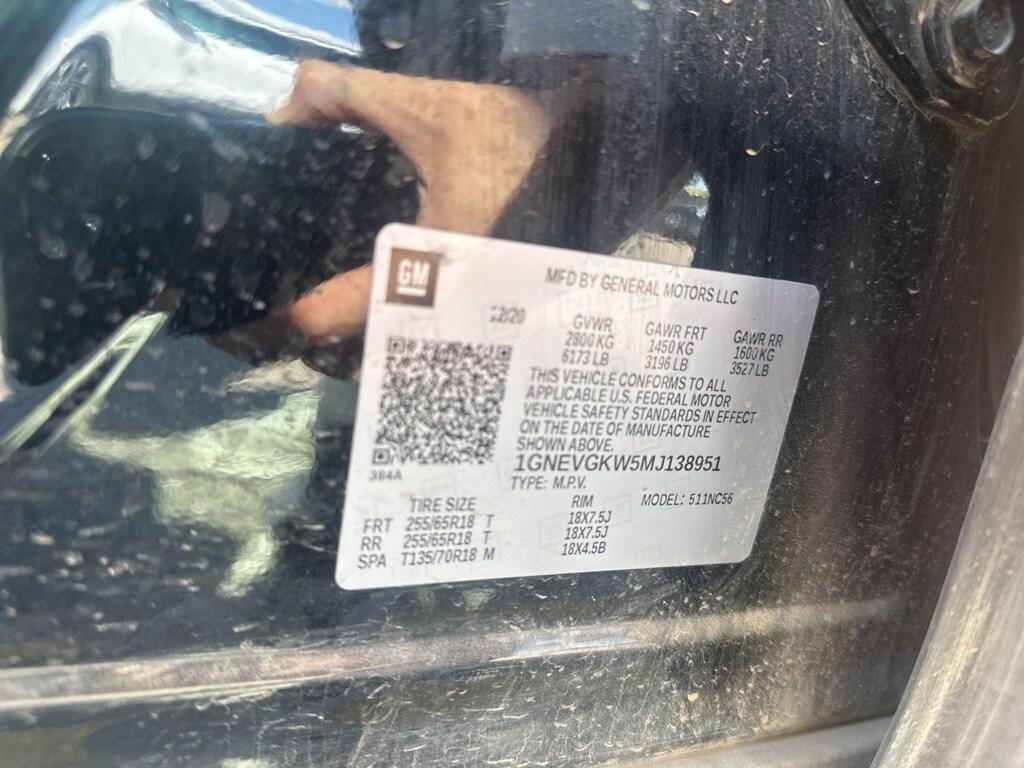 GM
MFD BY GENERAL MOTORS LLC
12/20
GVWR GAWR FRT GAWR RR
2800 KG 1450 KG 1600 KG
6173 LB 3196 LB 3527 LB
THIS VEHICLE CONFORMS TO ALL
APPLICABLE U.S. FEDERAL MOTOR
VEHICLE SAFETY STANDARDS IN EFFECT
ON THE DATE OF MANUFACTURE
SHOWN ABOVE.
1GNEVGKW5MJ138951
384A
TYPE: M.P.V. MODEL: 511NC56
TIRE SIZE RIM
FRT 255/65R18 T 18X7.5J
RR 255/65R18 T 18X7.5J
SPA T135/70R18 M 18X4.5B